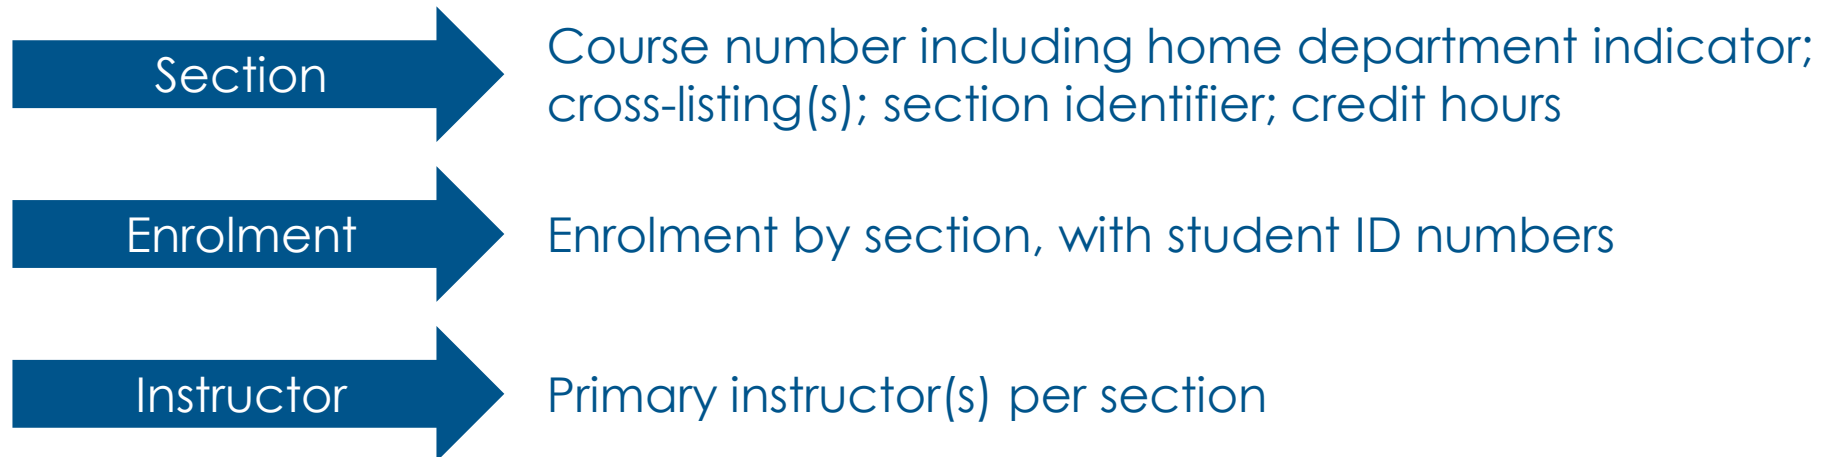 Section
Course number including home department indicator;
cross-listing(s); section identifier; credit hours
Enrolment
Enrolment by section, with student ID numbers
Instructor
Primary instructor(s) per section